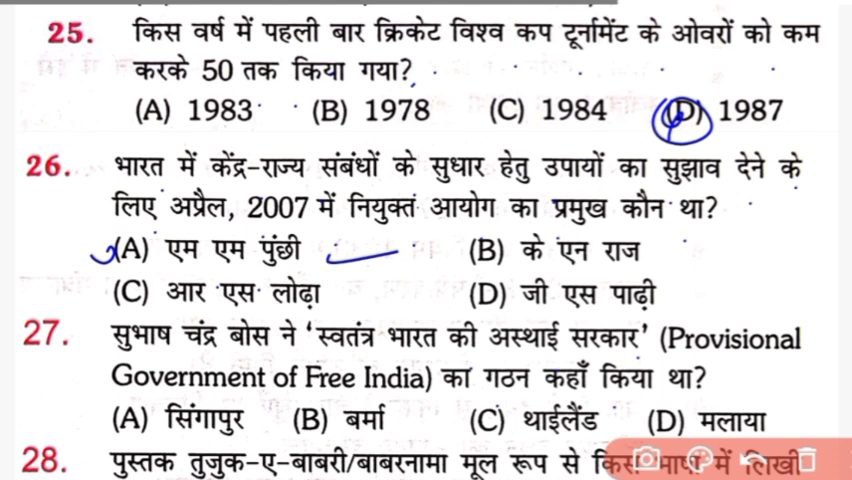 25. किस वर्ष में पहली बार क्रिकेट विश्व कप टूर्नामेंट के ओवरों को कम
करके 50 तक किया गया?
(A) 1983 (B) 1978 (C) 1984 (D) 1987
26. भारत में केंद्र-राज्य संबंधों के सुधार हेतु उपायों का सुझाव देने के
लिए अप्रैल, 2007 में नियुक्त आयोग का प्रमुख कौन था?
(A) एम एम पुंछी (B) के एन राज
(C) आर एस लोढ़ा (D) जी एस पाढ़ी
27. सुभाष चंद्र बोस ने 'स्वतंत्र भारत की अस्थाई सरकार' (Provisional
Government of Free India) का गठन कहाँ किया था?
(A) सिंगापुर (B) बर्मा (C) थाईलैंड (D) मलाया
28. पुस्तक तुजुक-ए-बाबरी/बाबरनामा मूल रूप से किस भाषा में लिखी